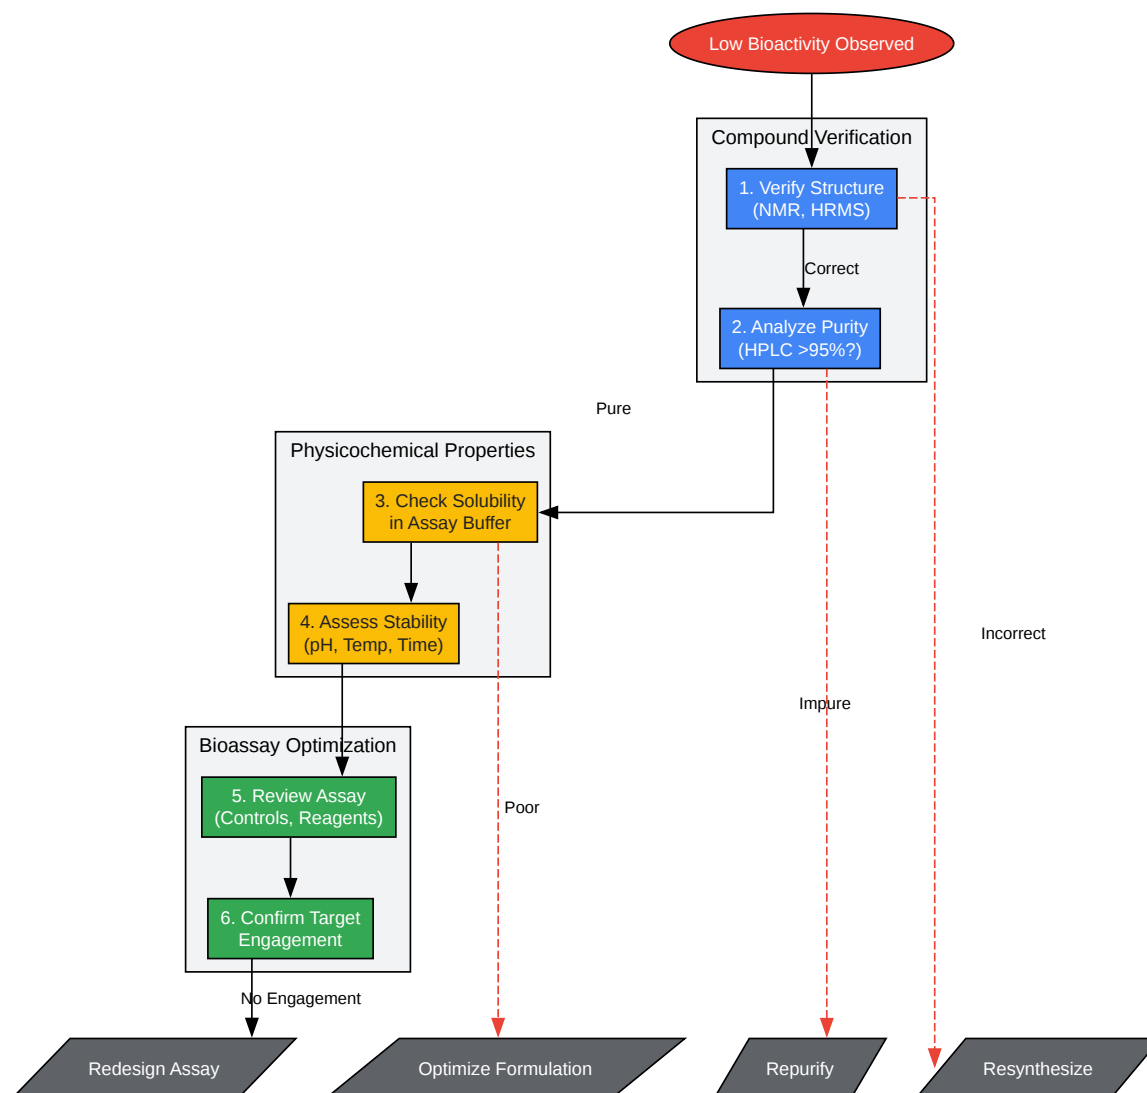 Low Bioactivity Observed
Compound Verification
1. Verify Structure
(NMR, HRMS)
Correct
2. Analyze Purity
(HPLC >95%?)
Pure
Physicochemical Properties
3. Check Solubility
in Assay Buffer
4. Assess Stability
(pH, Temp, Time)
Incorrect
Impure
Bioassay Optimization
5. Review Assay
(Controls, Reagents)
Poor
6. Confirm Target
Engagement
No Engagement
Redesign Assay
Optimize Formulation
Repurify
Resynthesize